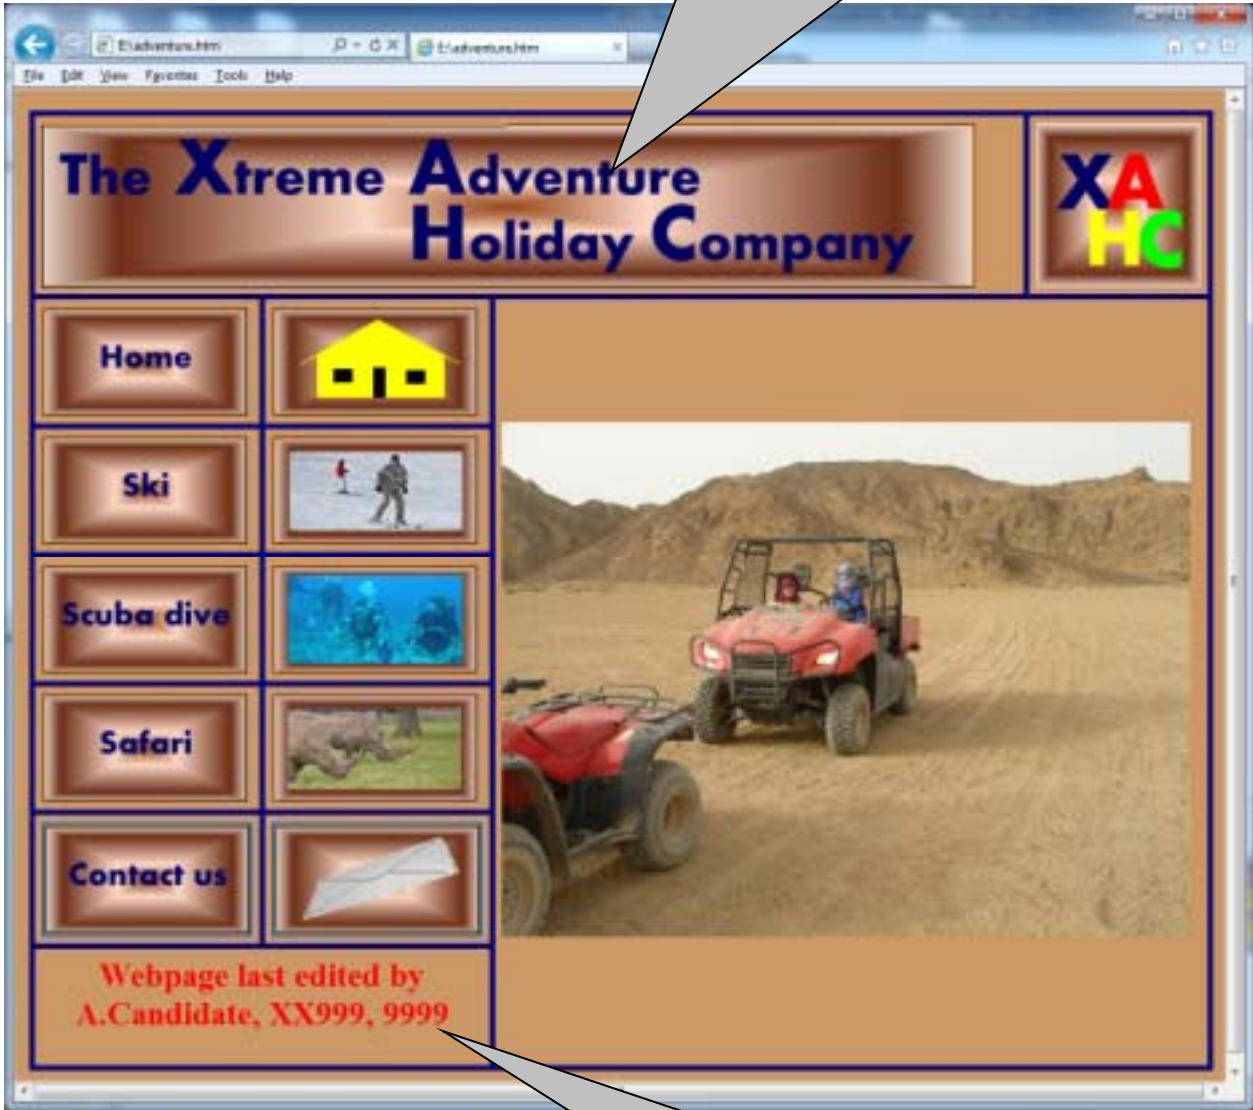 E:\adventure.htm
E:\adventure.htm
File Edit View Favorites Tools Help
The Xtreme Adventure
Holiday Company
XA
HC
Home
Ski
Scuba dive
Safari
Contact us
Webpage last edited by
A.Candidate, XX999, 9999